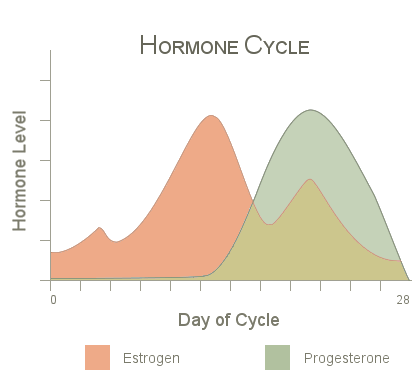 HORMONE CYCLE
Hormone Level
0 28
Day of Cycle
Estrogen Progesterone